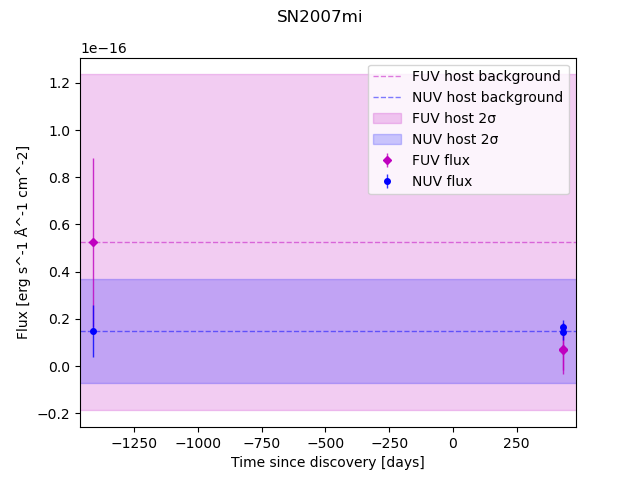 SN2007mi
1e−16
FUV host background
NUV host background
FUV host 2σ
NUV host 2σ
FUV flux
NUV flux
1.2
1.0
0.8
0.6
0.4
0.2
0.0
−0.2
Flux [erg s^-1 Å^-1 cm^-2]
−1250 −1000 −750 −500 −250 0 250
Time since discovery [days]